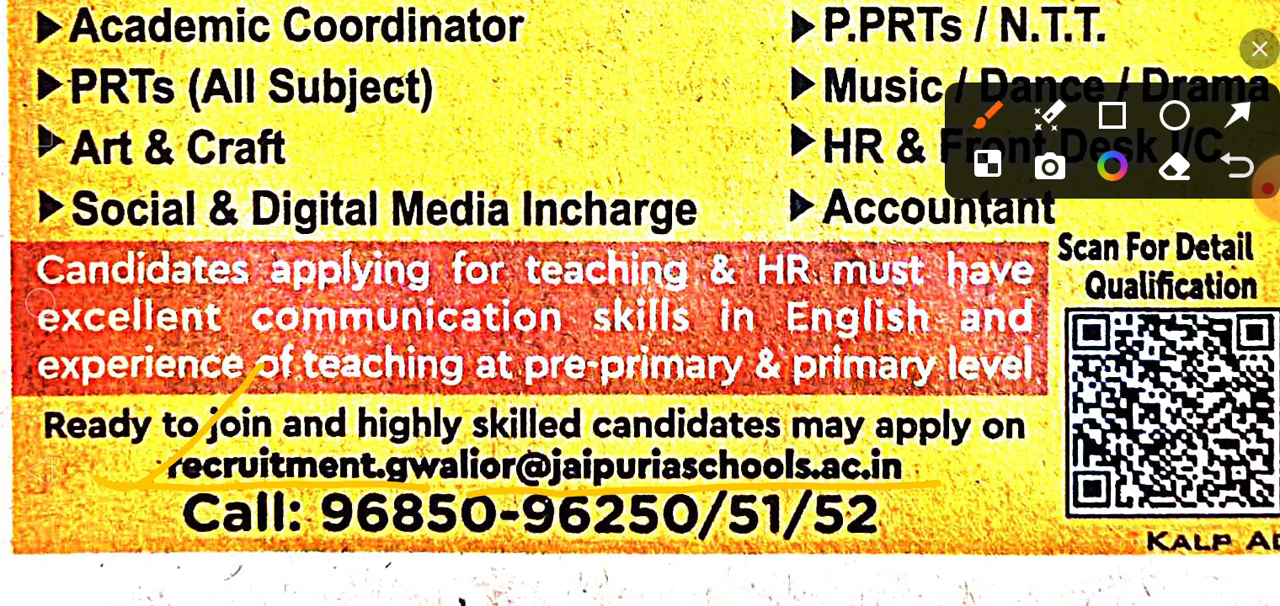 ▶Academic Coordinator
▶P.PRTs / N.T.T.
▶PRTs (All Subject)
▶Music / Dance / Drama
▶Art & Craft
▶HR & Front Desk I/C
▶Social & Digital Media Incharge
▶Accountant
Candidates applying for teaching & HR must have
excellent communication skills in English and
experience of teaching at pre-primary & primary level
Scan For Detail
Qualification
Ready to join and highly skilled candidates may apply on
recruitment.gwalior@jaipuriaschools.ac.in
Call: 96850-96250/51/52
KALP